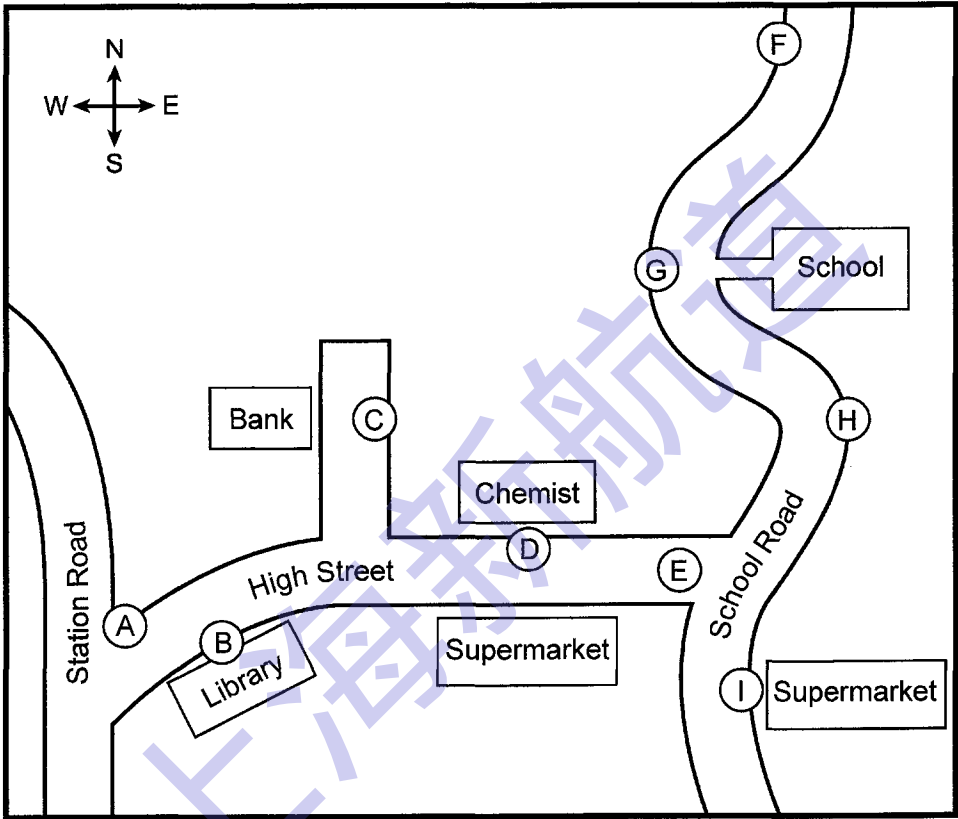 N
W E
S
F
G
School
Bank
C
H
Chemist
D
High Street
E
School Road
Station Road
A
B
Library
Supermarket
I
Supermarket
上海新航道